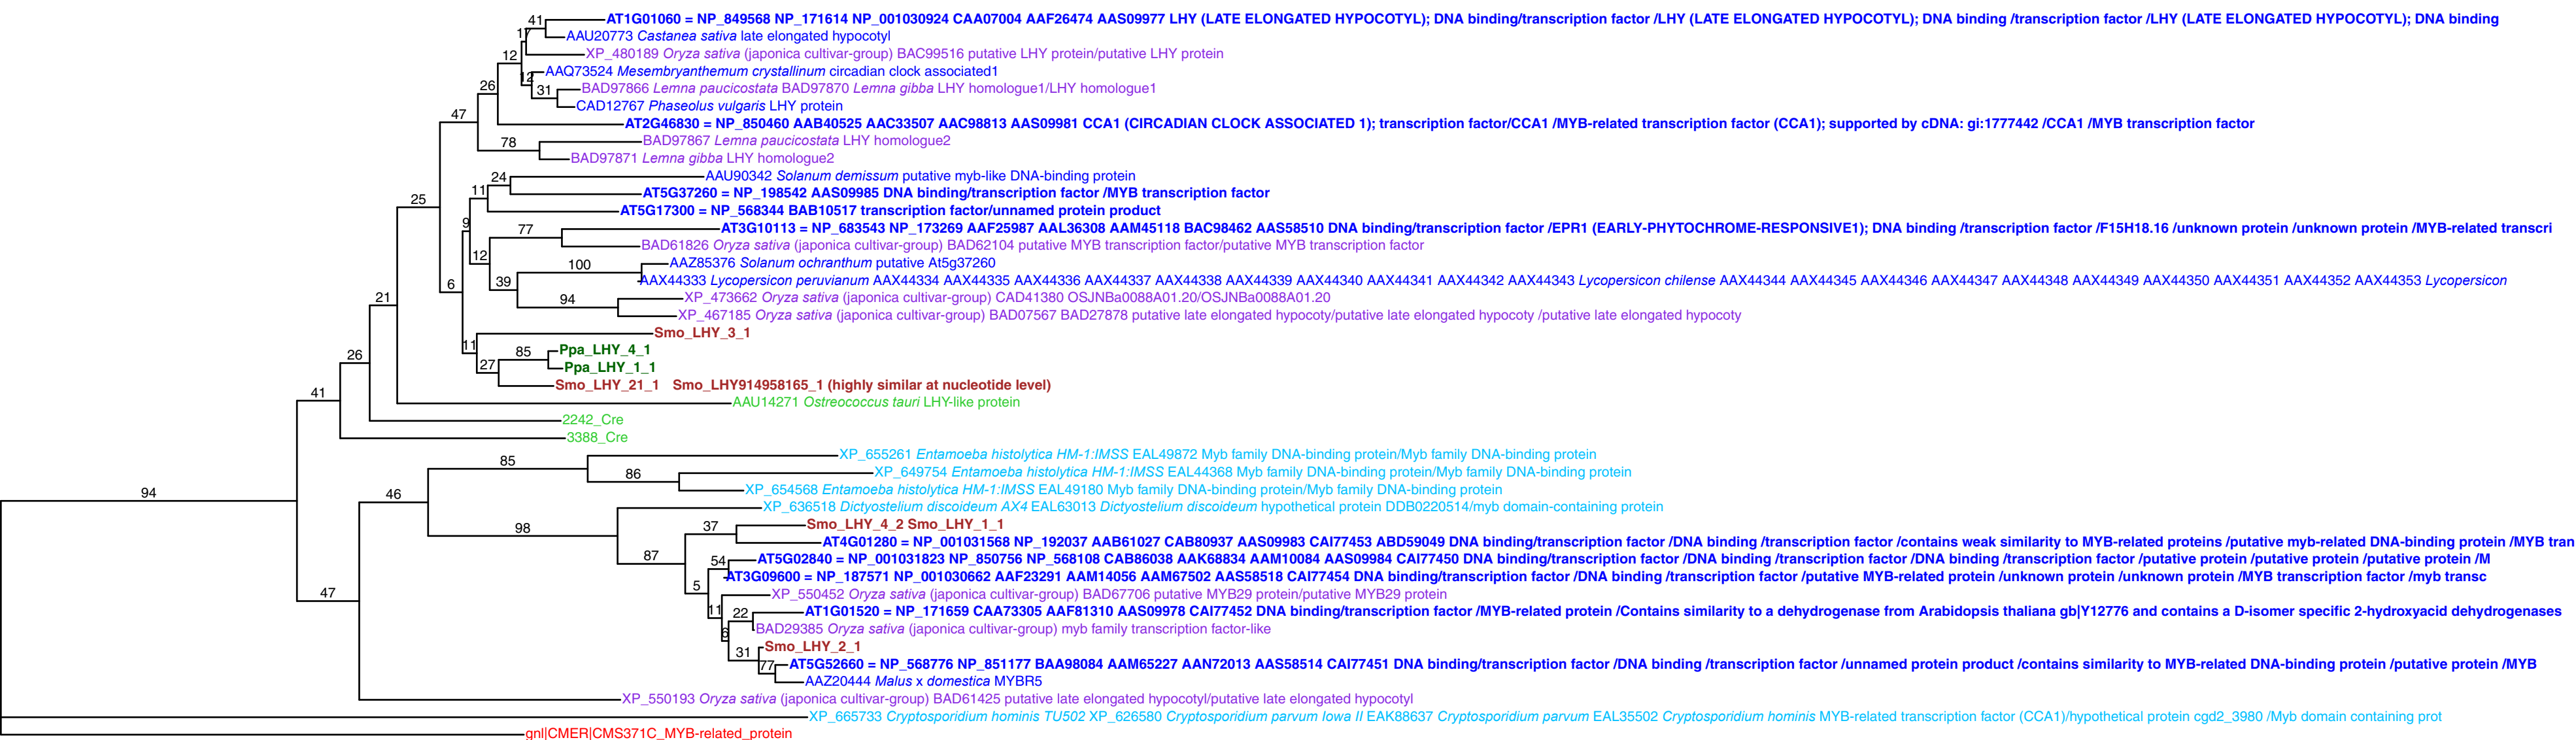 41 AT1G01060 = NP_849568 NP_171614 NP_001030924 CAA07004 AAF26474 AAS09977 LHY (LATE ELONGATED HYPOCOTYL); DNA binding/transcription factor /LHY (LATE ELONGATED HYPOCOTYL); DNA binding /transcription factor /LHY (LATE ELONGATED HYPOCOTYL); DNA binding
17 AAU20773 Castanea sativa late elongated hypocotyl
12 XP_480189 Oryza sativa (japonica cultivar-group) BAC99516 putative LHY protein/putative LHY protein
12 AAQ73524 Mesembryanthemum crystallinum circadian clock associated1
26 31 BAD97866 Lemna paucicostata BAD97870 Lemna gibba LHY homologue1/LHY homologue1
CAD12767 Phaseolus vulgaris LHY protein
47 AT2G46830 = NP_850460 AAB40525 AAC33507 AAC98813 AAS09981 CCA1 (CIRCADIAN CLOCK ASSOCIATED 1); transcription factor/CCA1 /MYB-related transcription factor (CCA1); supported by cDNA: gi:1777442 /CCA1 /MYB transcription factor
78 BAD97867 Lemna paucicostata LHY homologue2
BAD97871 Lemna gibba LHY homologue2
24 AAU90342 Solanum demissum putative myb-like DNA-binding protein
11 AT5G37260 = NP_198542 AAS09985 DNA binding/transcription factor /MYB transcription factor
25 AT5G17300 = NP_568344 BAB10517 transcription factor/unnamed protein product
9 77 AT3G10113 = NP_683543 NP_173269 AAF25987 AAL36308 AAM45118 BAC98462 AAS58510 DNA binding/transcription factor /EPR1 (EARLY-PHYTOCHROME-RESPONSIVE1); DNA binding /transcription factor /F15H18.16 /unknown protein /unknown protein /MYB-related transcri
12 BAD61826 Oryza sativa (japonica cultivar-group) BAD62104 putative MYB transcription factor/putative MYB transcription factor
100 AAZ85376 Solanum ochranthum putative At5g37260
6 39 AAX44333 Lycopersicon peruvianum AAX44334 AAX44335 AAX44336 AAX44337 AAX44338 AAX44339 AAX44340 AAX44341 AAX44342 AAX44343 Lycopersicon chilense AAX44344 AAX44345 AAX44346 AAX44347 AAX44348 AAX44349 AAX44350 AAX44351 AAX44352 AAX44353 Lycopersicon
21 94 XP_473662 Oryza sativa (japonica cultivar-group) CAD41380 OSJNBa0088A01.20/OSJNBa0088A01.20
XP_467185 Oryza sativa (japonica cultivar-group) BAD07567 BAD27878 putative late elongated hypocoty/putative late elongated hypocoty /putative late elongated hypocoty
Smo_LHY_3_1
26 11 85 Ppa_LHY_4_1
27 Ppa_LHY_1_1
Smo_LHY_21_1 Smo_LHY914958165_1 (highly similar at nucleotide level)
41 AAU14271 Ostreococcus tauri LHY-like protein
2242_Cre
3388_Cre
85 XP_655261 Entamoeba histolytica HM-1:IMSS EAL49872 Myb family DNA-binding protein/Myb family DNA-binding protein
86 XP_649754 Entamoeba histolytica HM-1:IMSS EAL44368 Myb family DNA-binding protein/Myb family DNA-binding protein
94 46 XP_654568 Entamoeba histolytica HM-1:IMSS EAL49180 Myb family DNA-binding protein/Myb family DNA-binding protein
XP_636518 Dictyostelium discoideum AX4 EAL63013 Dictyostelium discoideum hypothetical protein DDB0220514/myb domain-containing protein
98 37 Smo_LHY_4_2 Smo_LHY_1_1
AT4G01280 = NP_001031568 NP_192037 AAB61027 CAB80937 AAS09983 CAI77453 ABD59049 DNA binding/transcription factor /DNA binding /transcription factor /contains weak similarity to MYB-related proteins /putative myb-related DNA-binding protein /MYB tran
87 54 AT5G02840 = NP_001031823 NP_850756 NP_568108 CAB86038 AAK68834 AAM10084 AAS09984 CAI77450 DNA binding/transcription factor /DNA binding /transcription factor /DNA binding /transcription factor /putative protein /putative protein /putative protein /M
AT3G09600 = NP_187571 NP_001030662 AAF23291 AAM14056 AAM67502 AAS58518 CAI77454 DNA binding/transcription factor /DNA binding /transcription factor /putative MYB-related protein /unknown protein /unknown protein /MYB transcription factor /myb transc
47 5 XP_550452 Oryza sativa (japonica cultivar-group) BAD67706 putative MYB29 protein/putative MYB29 protein
11 22 AT1G01520 = NP_171659 CAA73305 AAF81310 AAS09978 CAI77452 DNA binding/transcription factor /MYB-related protein /Contains similarity to a dehydrogenase from Arabidopsis thaliana gb|Y12776 and contains a D-isomer specific 2-hydroxyacid dehydrogenases
6 BAD29385 Oryza sativa (japonica cultivar-group) myb family transcription factor-like
31 Smo_LHY_2_1
77 AT5G52660 = NP_568776 NP_851177 BAA98084 AAM65227 AAN72013 AAS58514 CAI77451 DNA binding/transcription factor /DNA binding /transcription factor /unnamed protein product /contains similarity to MYB-related DNA-binding protein /putative protein /MYB
AAZ20444 Malus x domestica MYBR5
XP_550193 Oryza sativa (japonica cultivar-group) BAD61425 putative late elongated hypocotyl/putative late elongated hypocotyl
XP_665733 Cryptosporidium hominis TU502 XP_626580 Cryptosporidium parvum Iowa II EAK88637 Cryptosporidium parvum EAL35502 Cryptosporidium hominis MYB-related transcription factor (CCA1)/hypothetical protein cgd2_3980 /Myb domain containing prot
gnl|CMER|CMS371C_MYB-related_protein